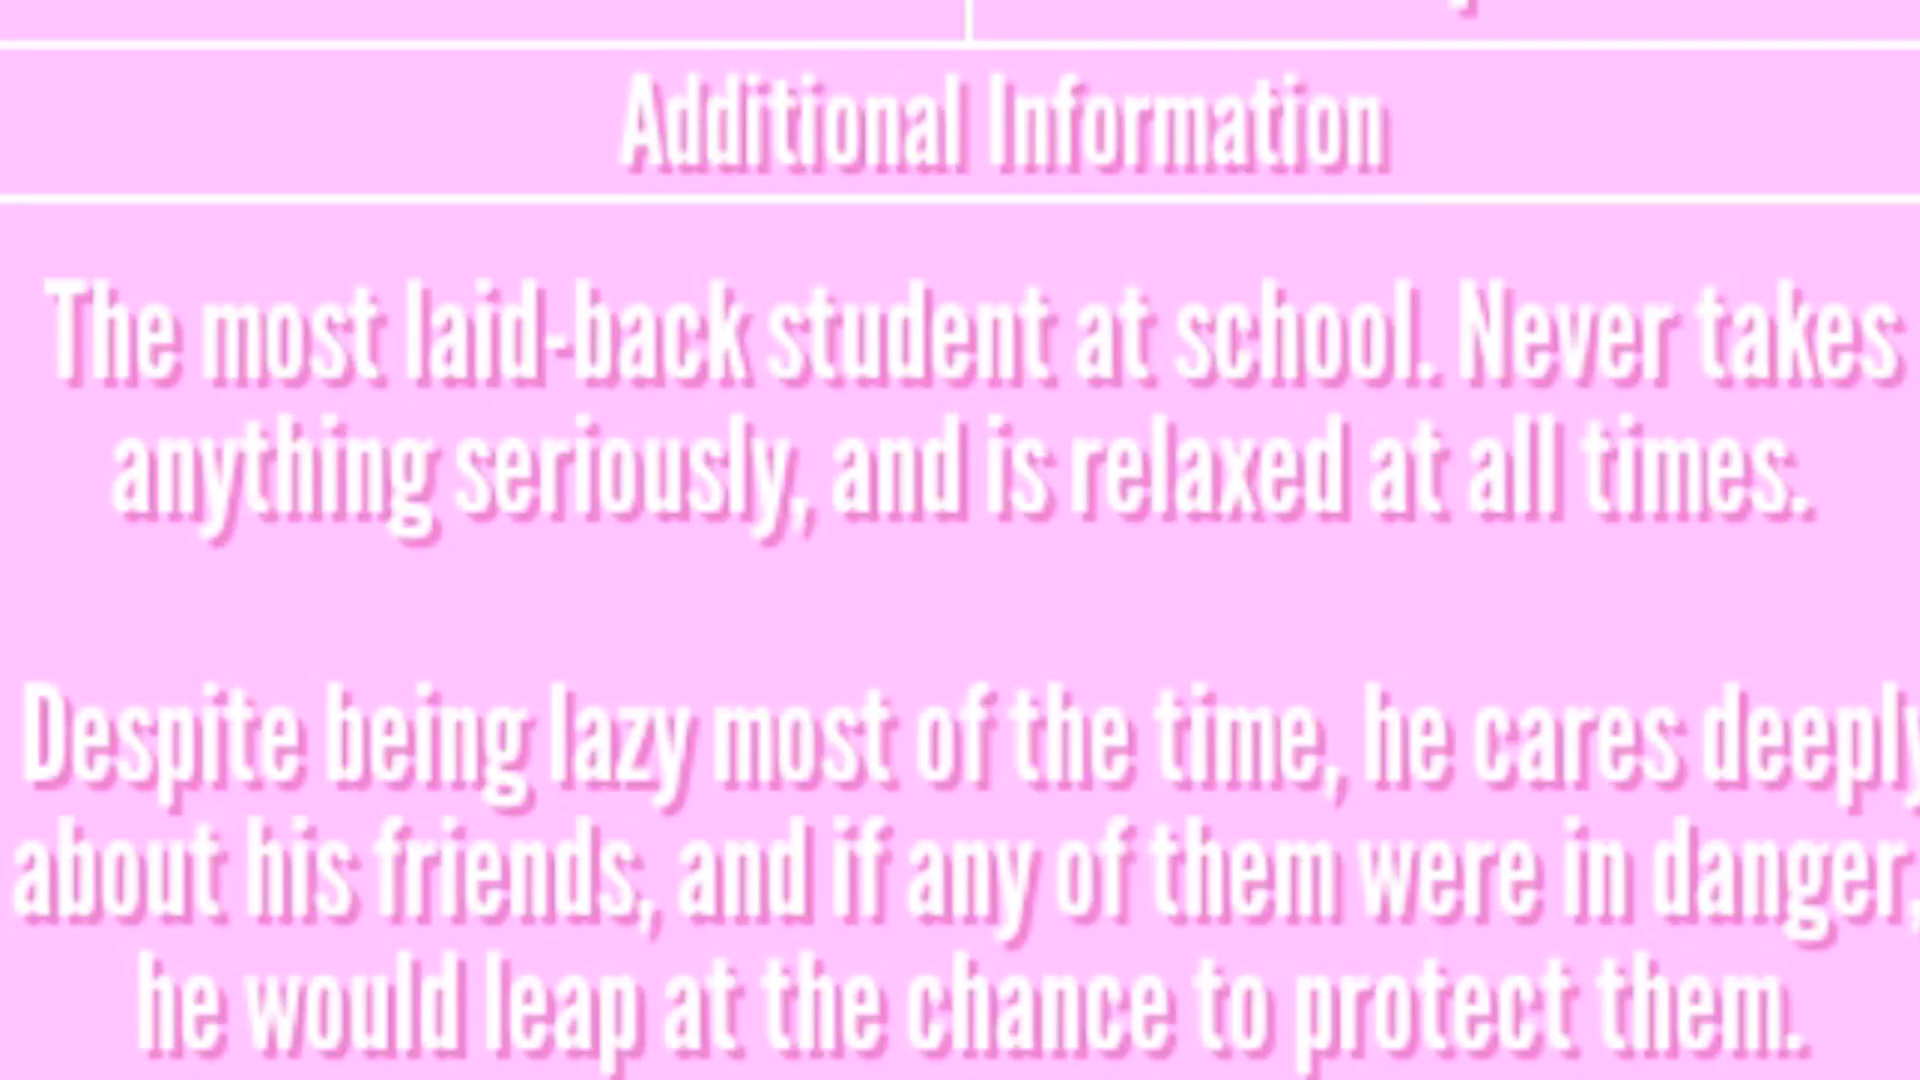 Additional Information
The most laid-back student at school. Never takes
anything seriously, and is relaxed at all times.
Despite being lazy most of the time, he cares deeply
about his friends, and if any of them were in danger,
he would leap at the chance to protect them.